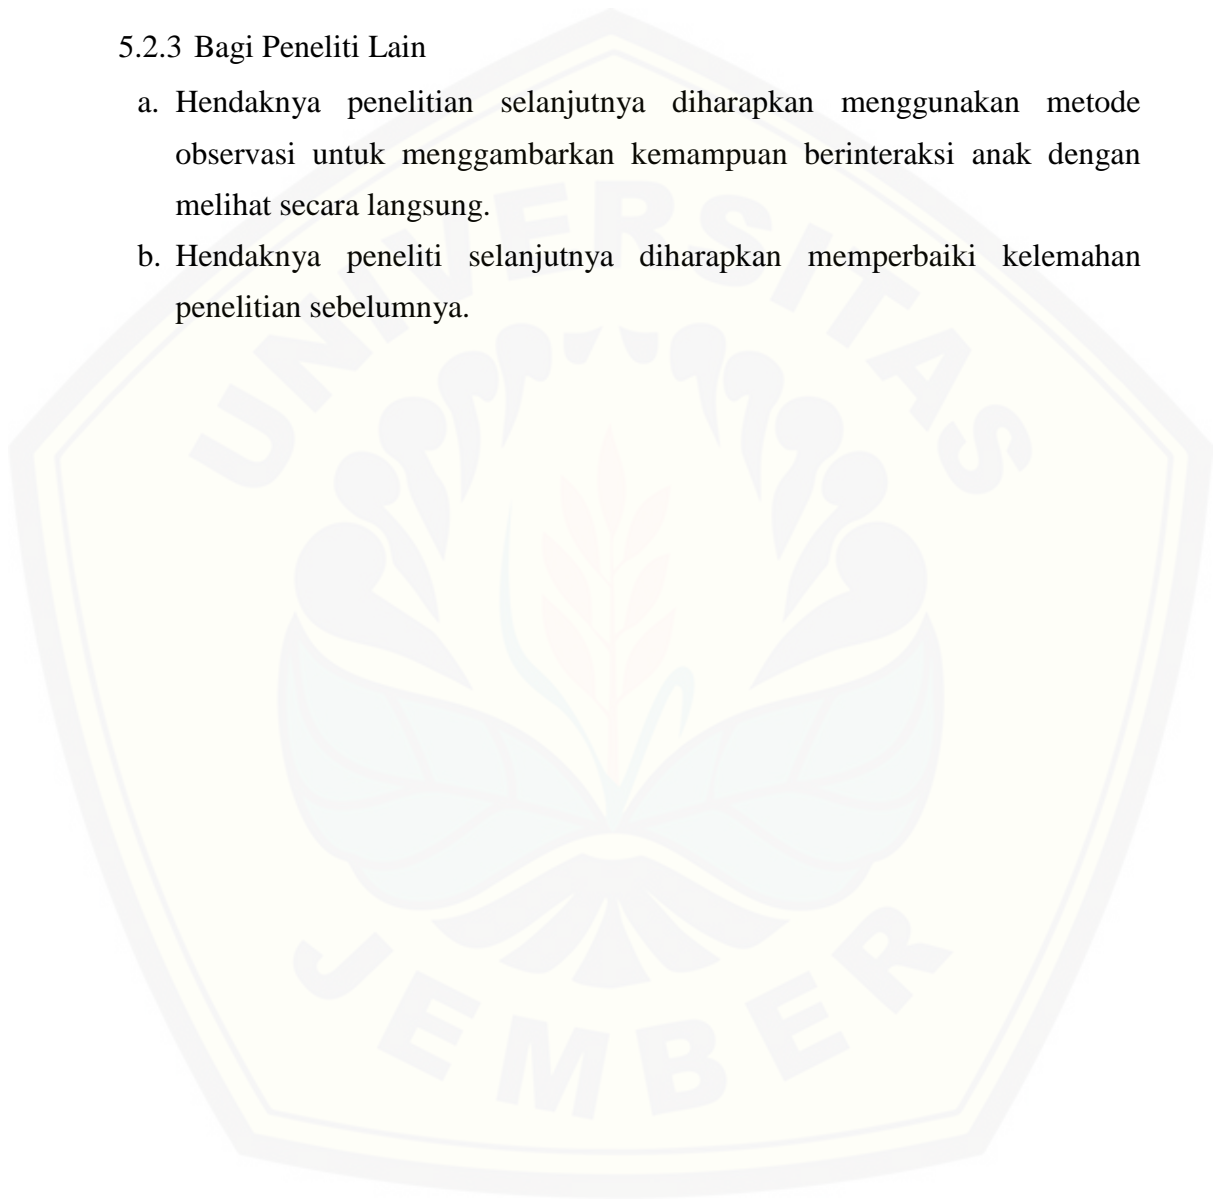 5.2.3 Bagi Peneliti Lain
a. Hendaknya penelitian selanjutnya diharapkan menggunakan metode
observasi untuk menggambarkan kemampuan berinteraksi anak dengan
melihat secara langsung.
b. Hendaknya peneliti selanjutnya diharapkan memperbaiki kelemahan
penelitian sebelumnya.
UNIVERSITAS
JEMBER